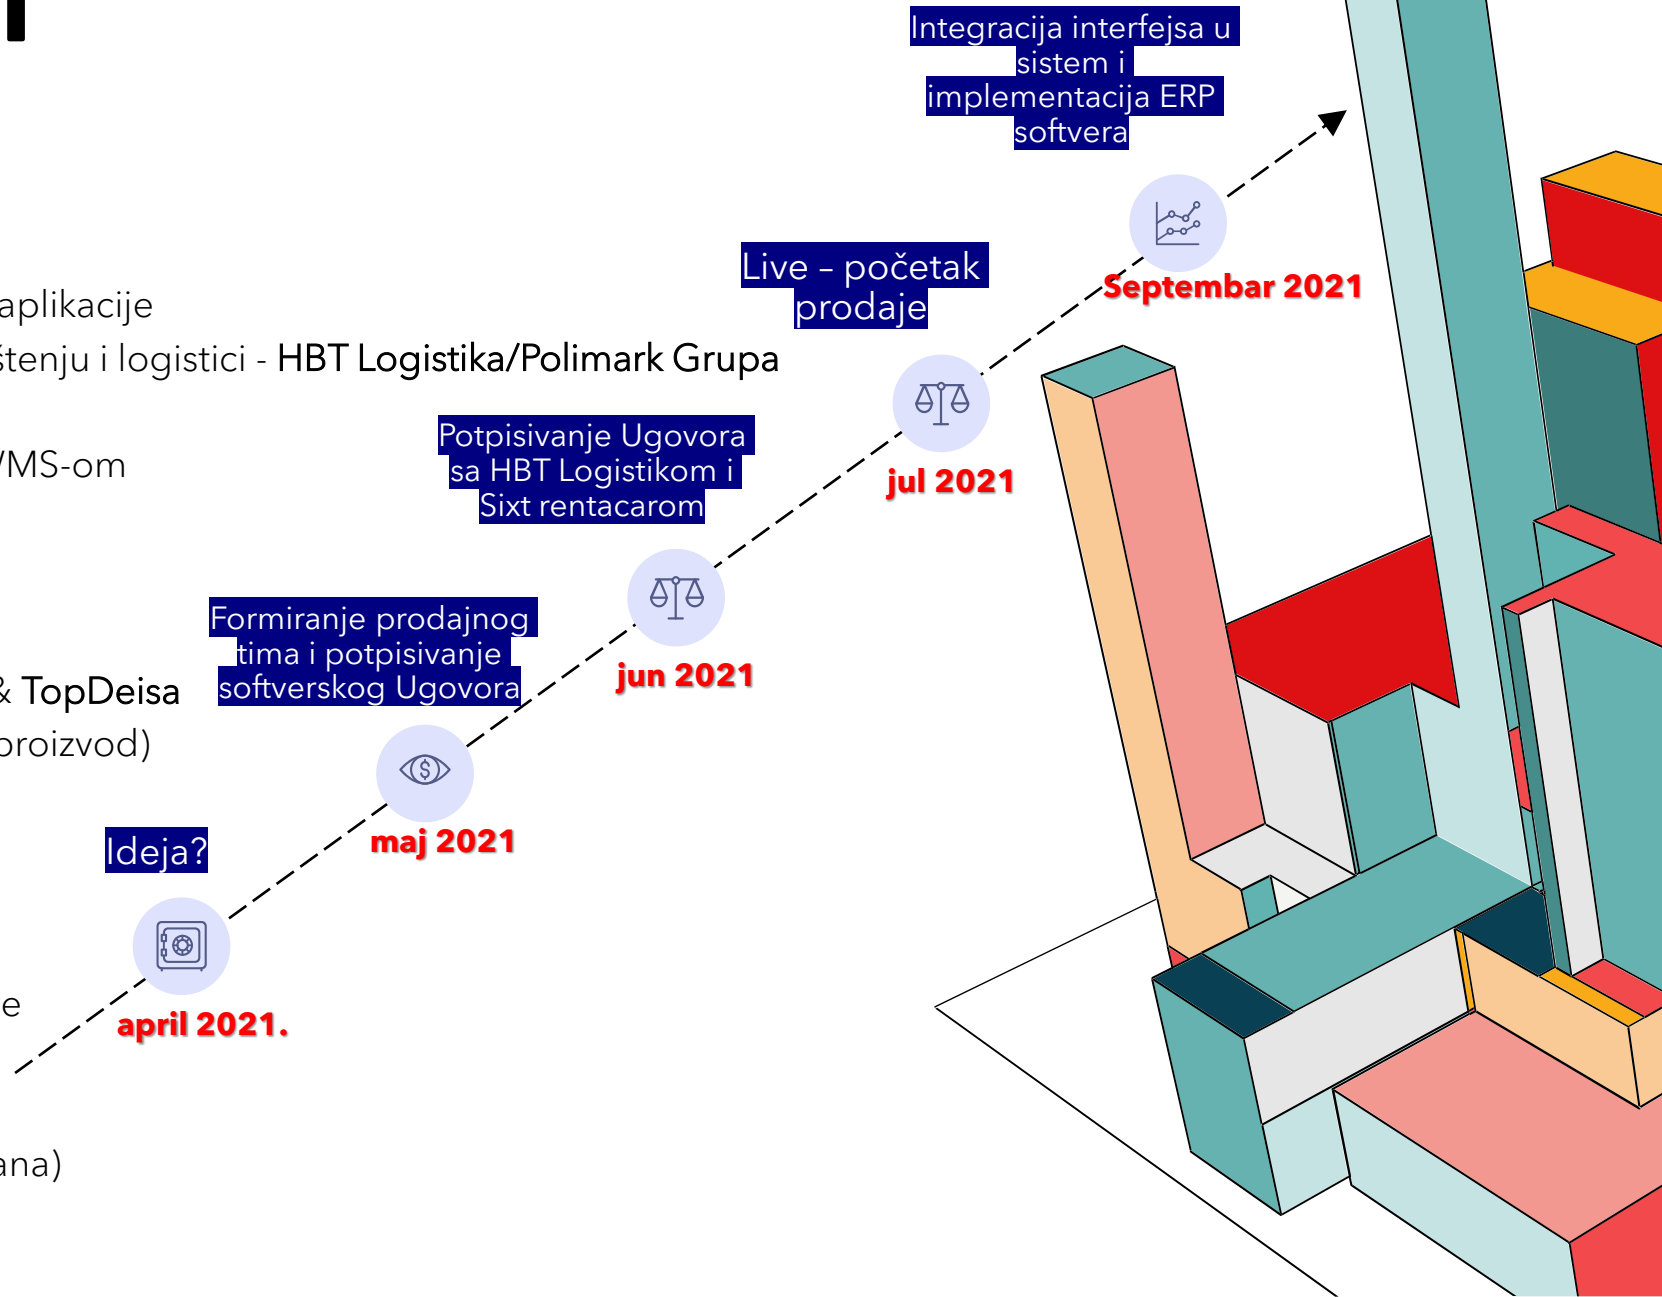 Integracija interfejsa u
sistem i
implementacija ERP
softvera
Septembar 2021
Live – početak
prodaje
jul 2021
aplikacije
štenju i logistici - HBT Logistika/Polimark Grupa
Potpisivanje Ugovora
sa HBT Logistikom i
Sixt rentacarom
jun 2021
MS-om
Formiranje prodajnog
tima i potpisivanje
softverskog Ugovora
maj 2021
& TopDeisa
proizvod)
Ideja?
april 2021.
e
ana)